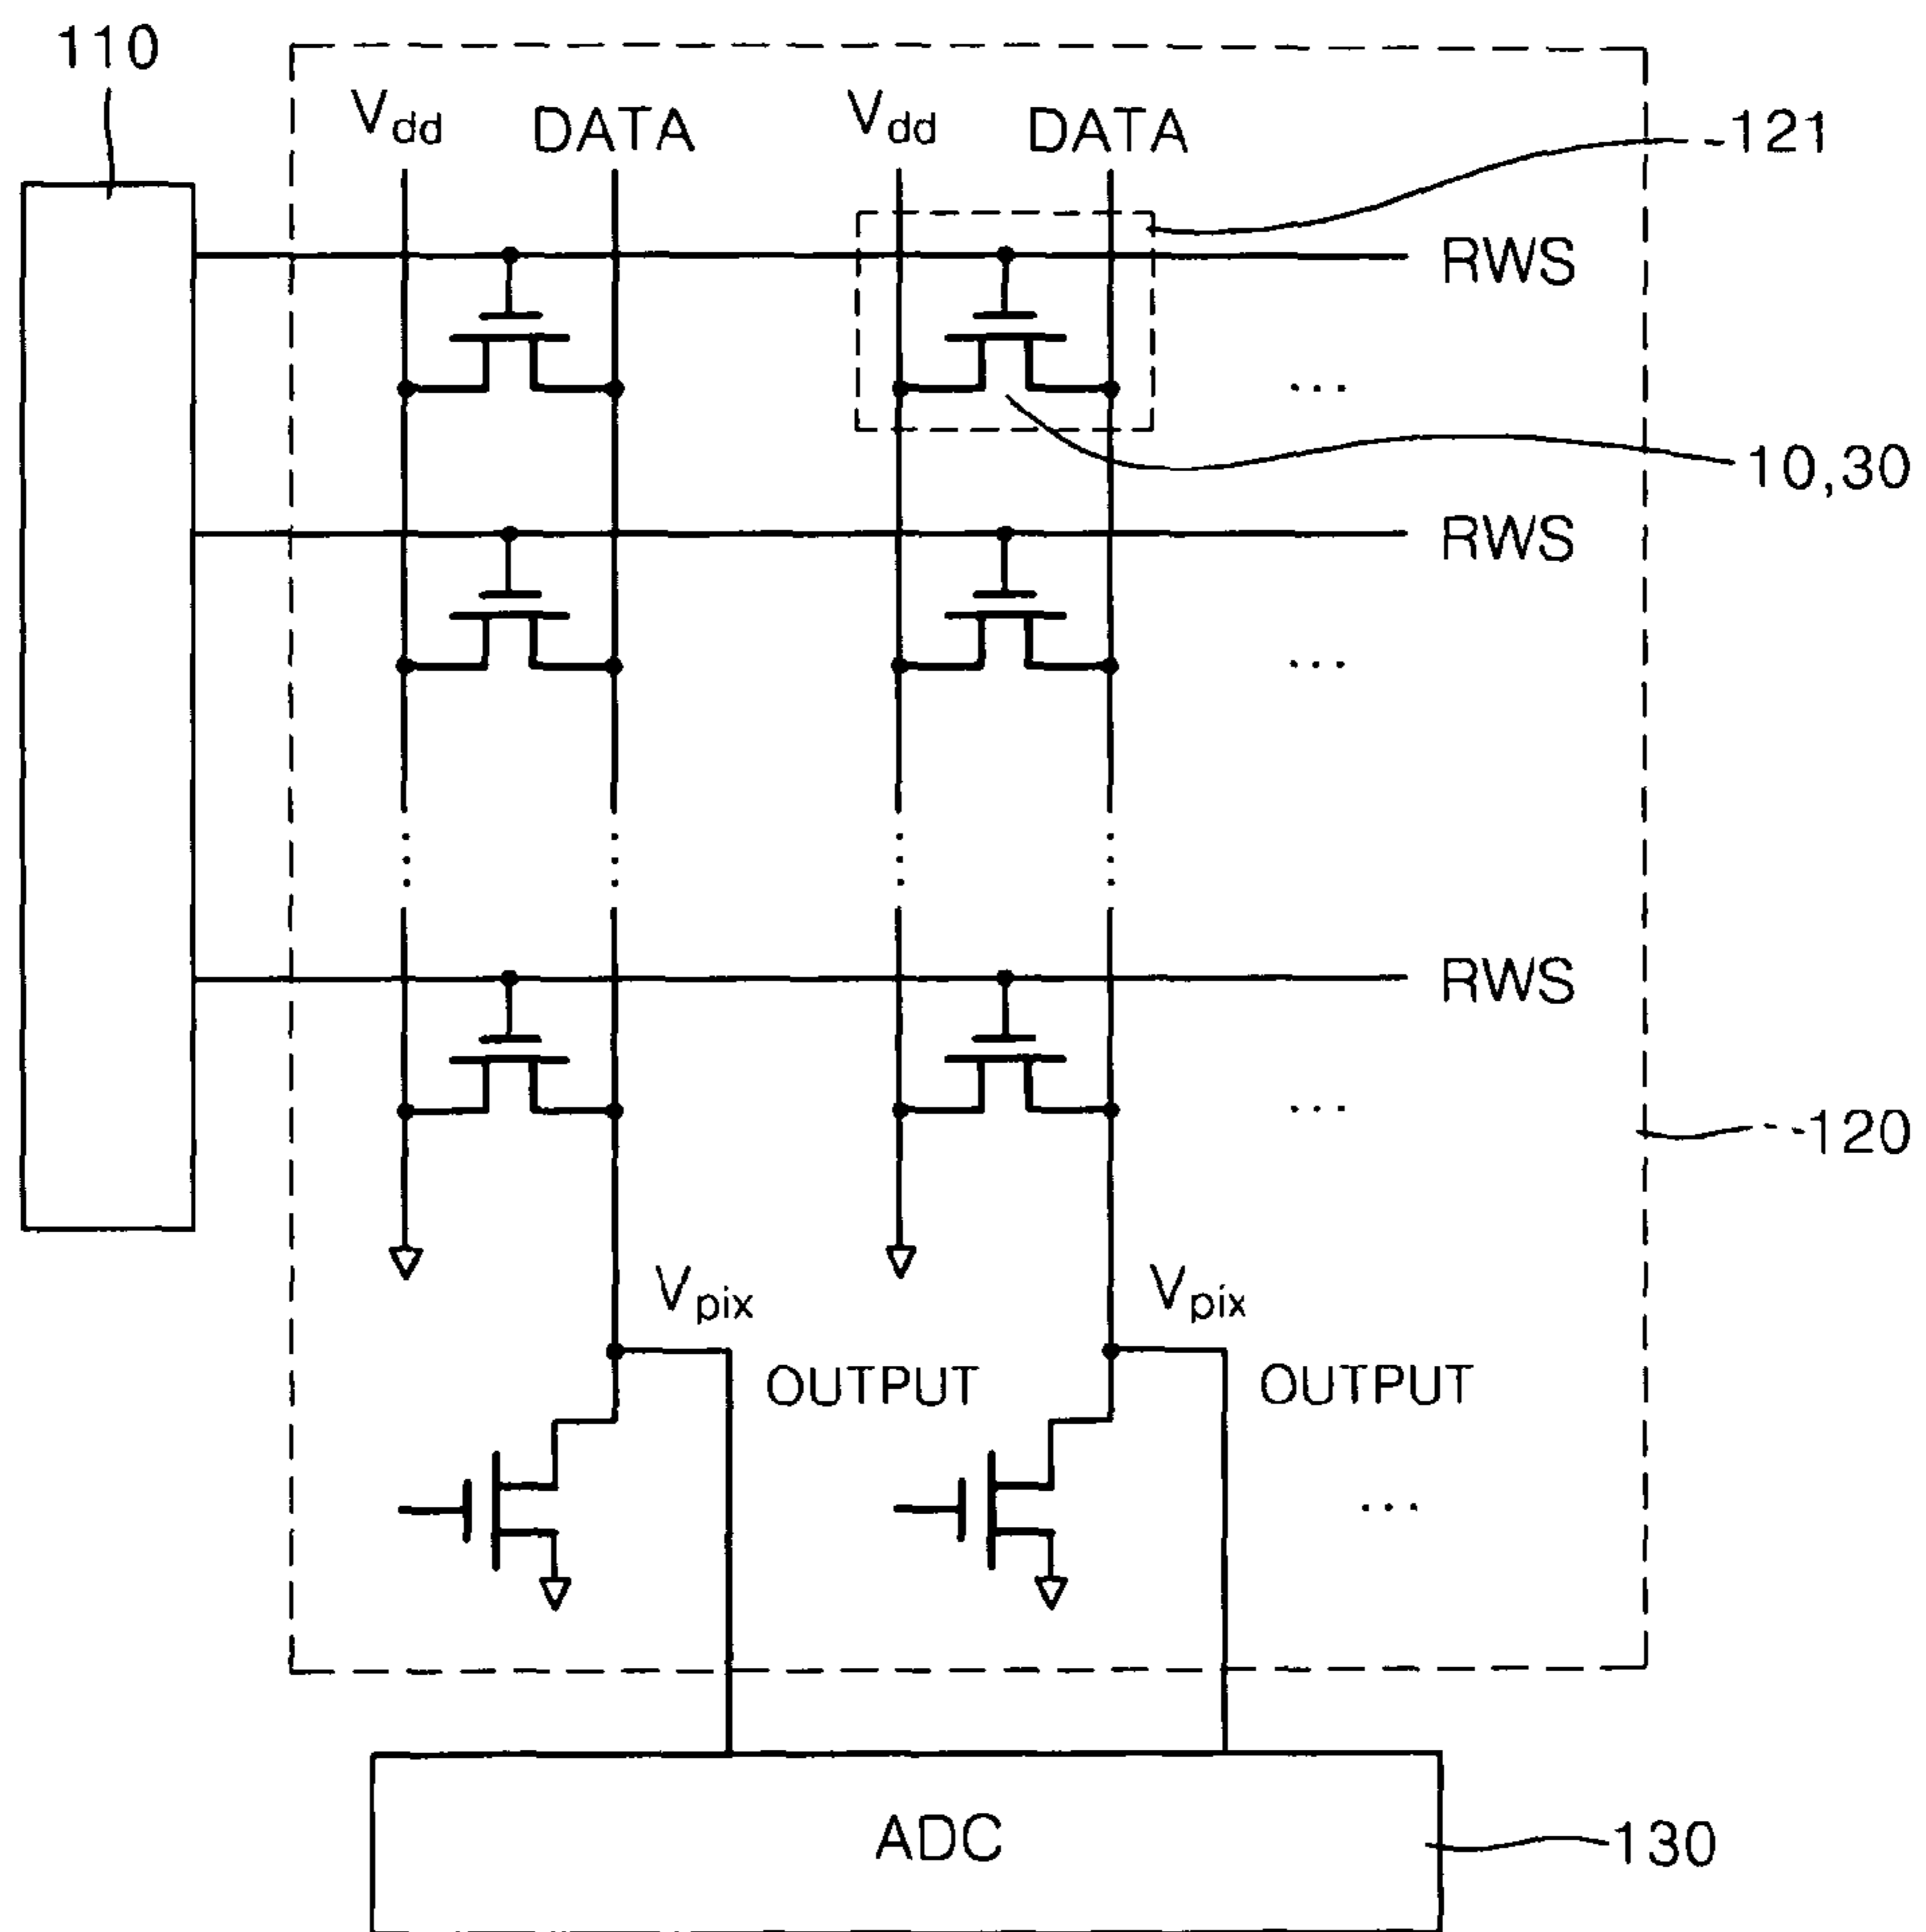 110
Vdd DATA Vdd DATA
121
RWS
...
10,30
RWS
...
RWS
...
120
Vpix Vpix
OUTPUT OUTPUT
...
ADC
130